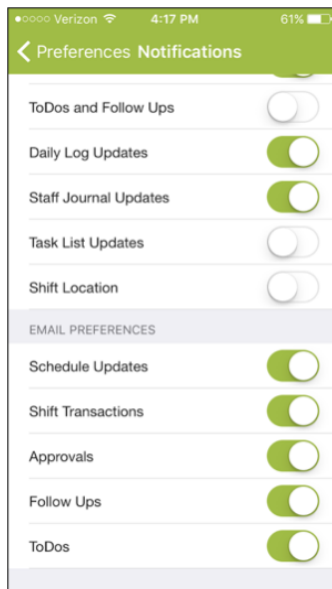 Verizon 4:17 PM 61%
Preferences Notifications
ToDos and Follow Ups
Daily Log Updates
Staff Journal Updates
Task List Updates
Shift Location
EMAIL PREFERENCES
Schedule Updates
Shift Transactions
Approvals
Follow Ups
ToDos